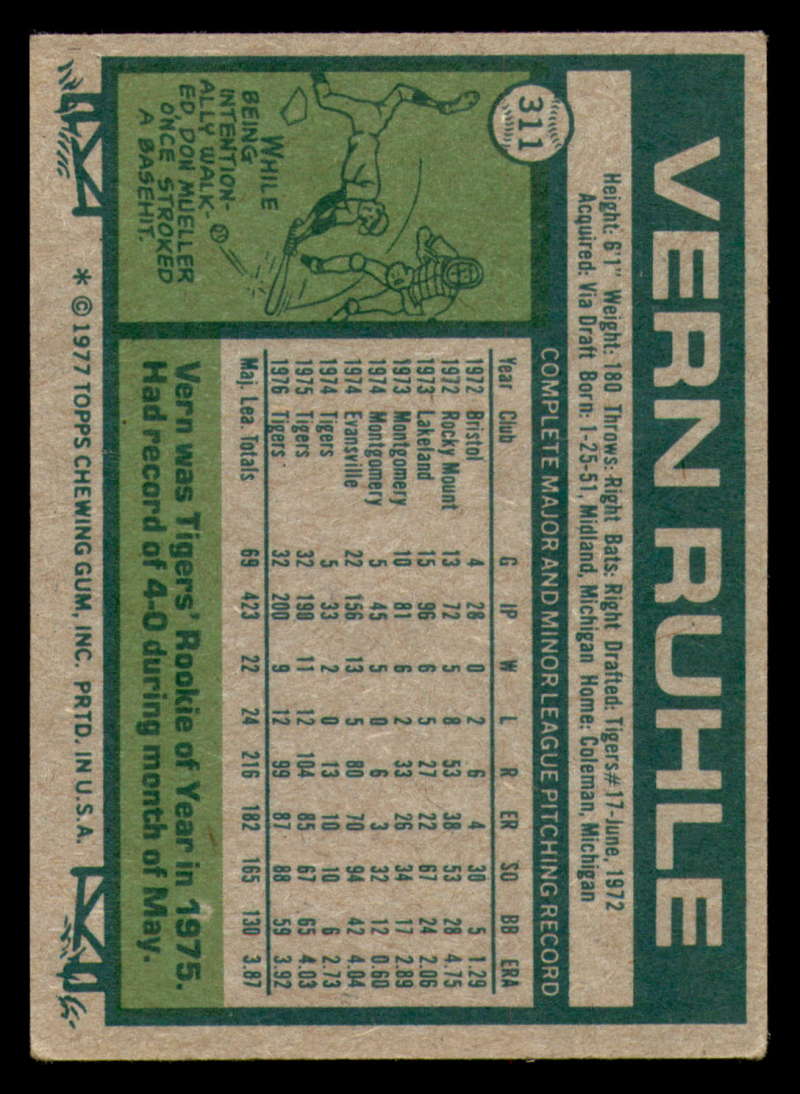 311
VERN RUHLE
Height: 6'1" Weight: 180 Throws: Right Bats: Right Drafted: Tigers#17-June, 1972
Acquired: Via Draft Born: 1-25-51, Midland, Michigan Home: Coleman, Michigan
COMPLETE MAJOR AND MINOR LEAGUE PITCHING RECORD
Year Club G IP W L R ER SO BB ERA
1972 Bristol 4 28 0 2 6 4 30 5 1.29
1972 Rocky Mount 13 72 5 8 53 38 53 28 4.75
1973 Lakeland 15 96 6 5 27 22 67 24 2.06
1973 Montgomery 10 81 6 2 33 26 34 17 2.89
1974 Montgomery 5 45 5 0 6 3 32 12 0.60
1974 Evansville 22 156 13 5 80 70 94 42 4.04
1974 Tigers 5 33 2 0 13 10 10 6 2.73
1975 Tigers 32 190 11 12 104 85 67 65 4.03
1976 Tigers 32 200 9 12 99 87 88 59 3.92
Maj. Lea. Totals 69 423 22 24 216 182 165 130 3.87
WHILE
BEING
INTENTION-
ALLY WALK-
ED DON MUELLER
ONCE STROKED
A BASEHIT.
Vern was Tigers' Rookie of Year in 1975.
Had record of 4-0 during month of May.
* © 1977 TOPPS CHEWING GUM, INC. PRTD. IN U.S.A.